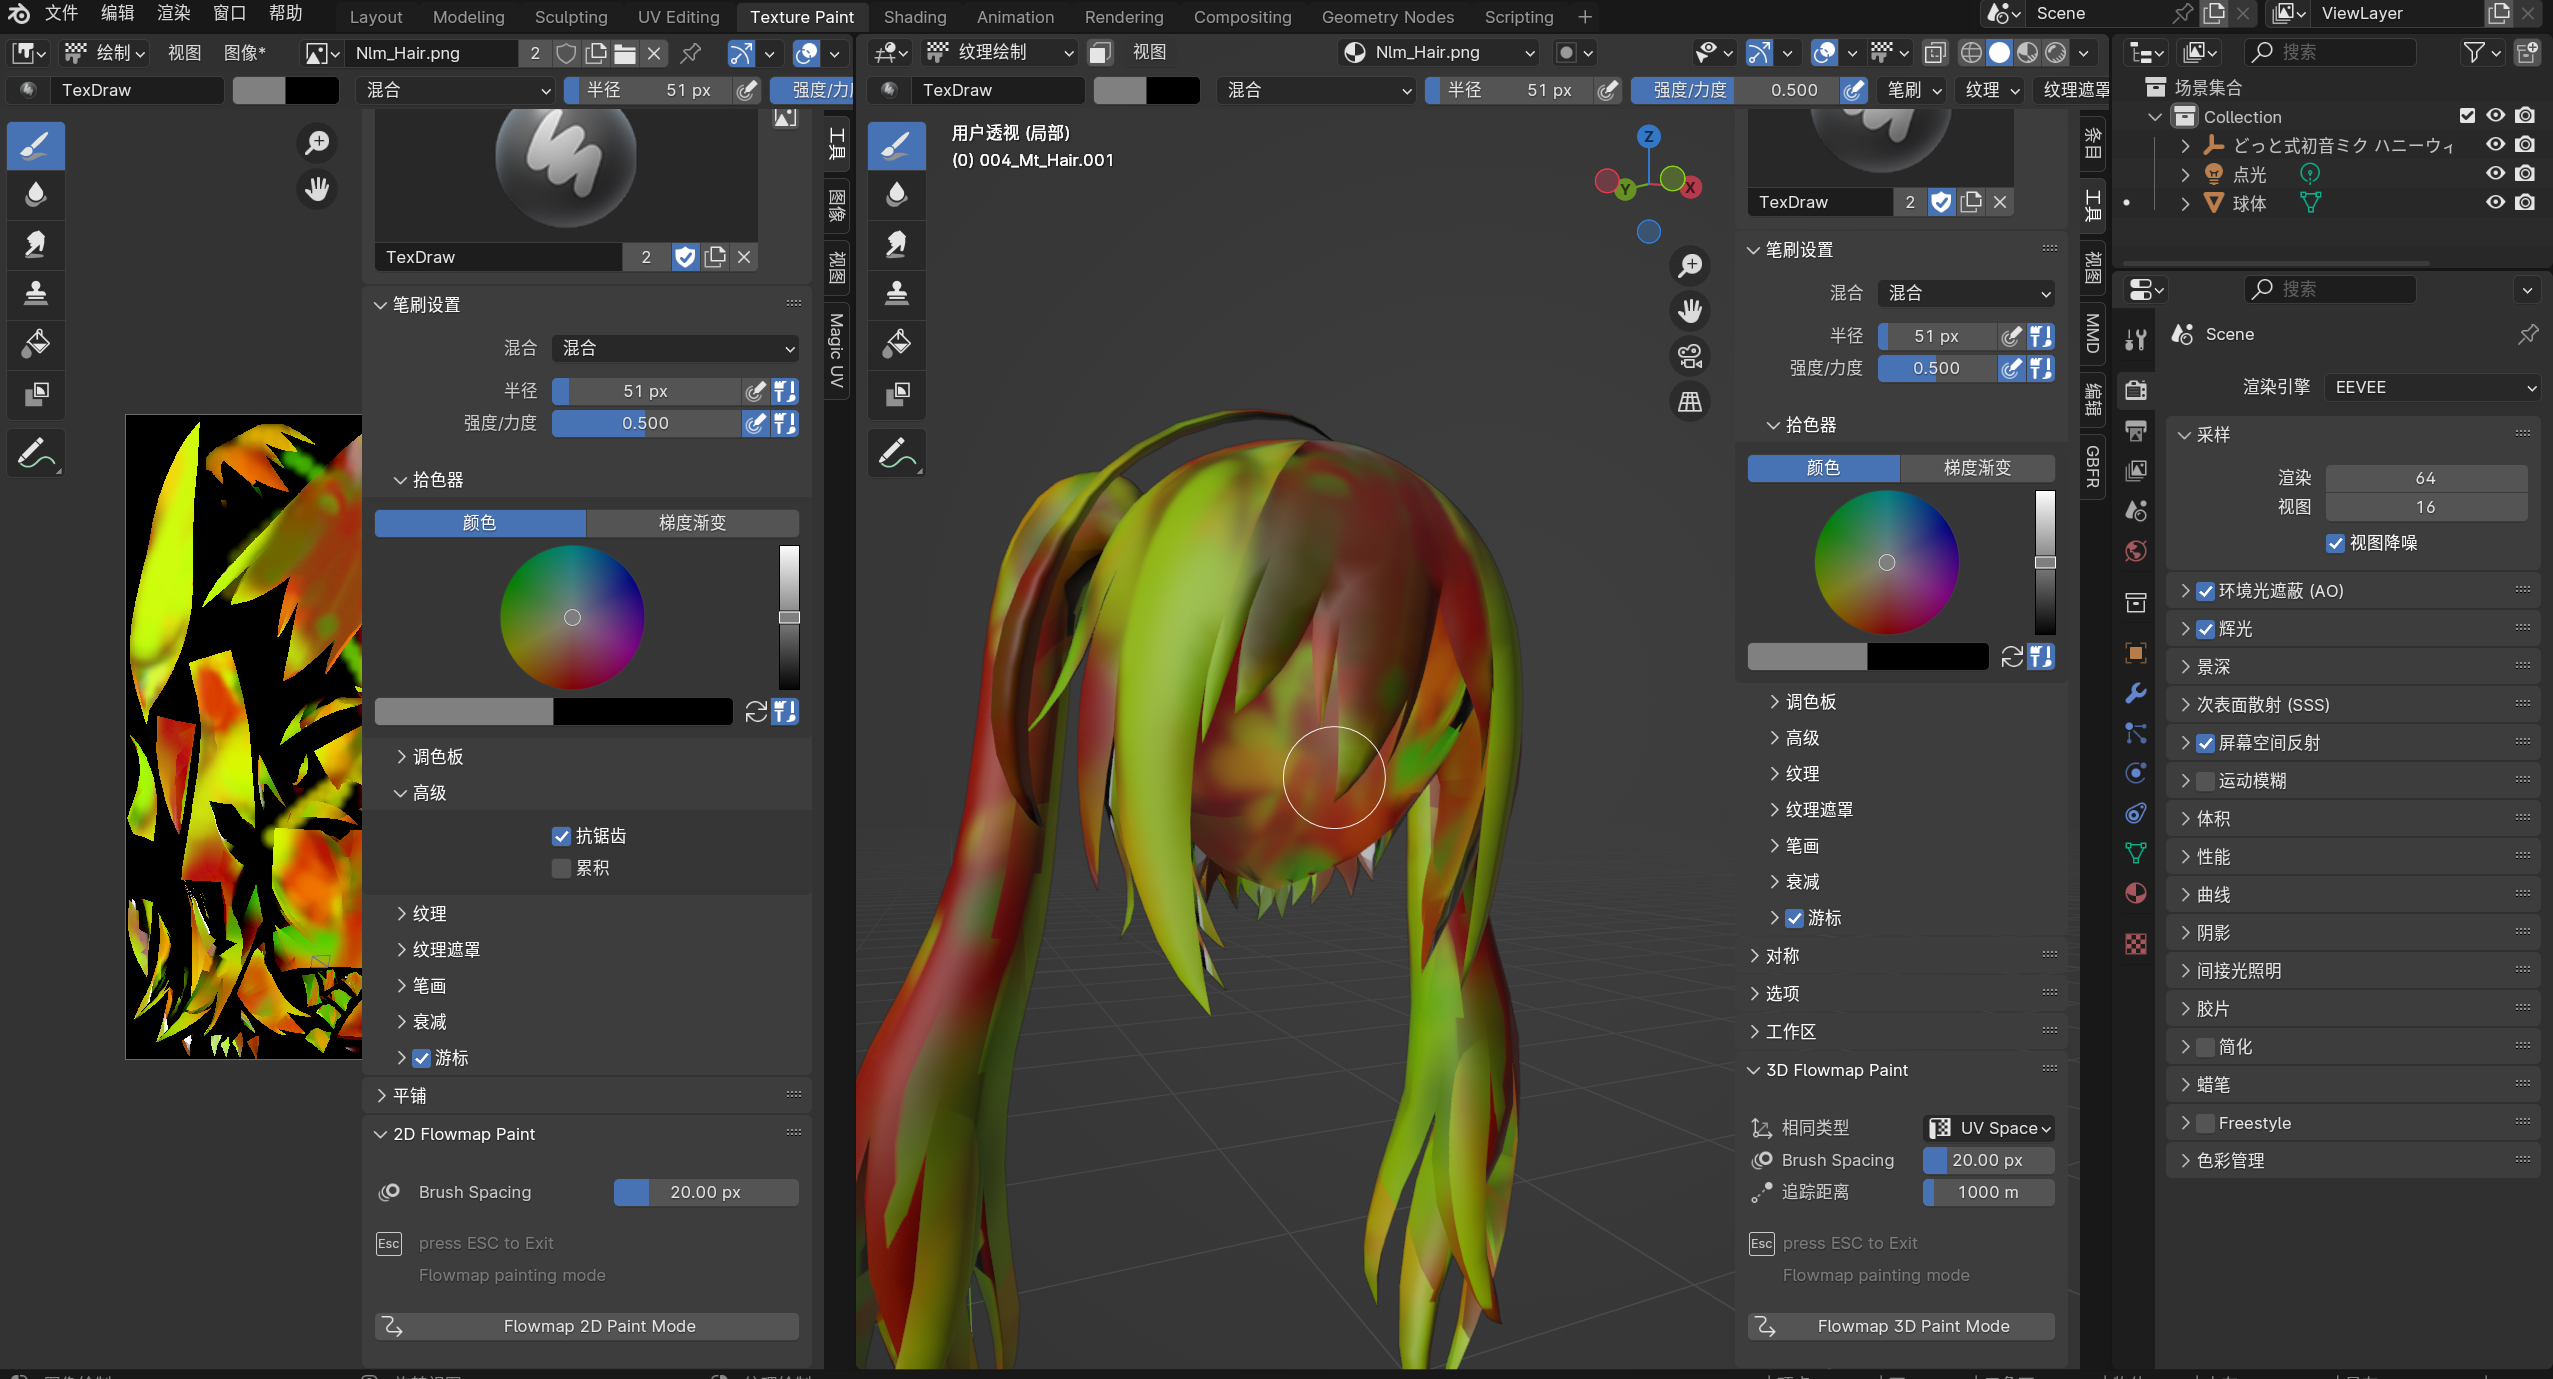 文件 编辑 渲染 窗口 帮助 Layout Modeling Sculpting UV Editing Texture Paint Shading Animation Rendering Compositing Geometry Nodes Scripting + Scene ViewLayer
绘制 视图 图像* Nlm_Hair.png 2
TexDraw 混合 半径 51 px 强度/力
TexDraw 2
笔刷设置
混合 混合
半径 51 px
强度/力度 0.500
拾色器
颜色 梯度渐变
调色板
高级
抗锯齿
累积
纹理
纹理遮罩
笔画
衰减
游标
平铺
2D Flowmap Paint
Brush Spacing 20.00 px
Esc press ESC to Exit
Flowmap painting mode
Flowmap 2D Paint Mode
工具
图像
视图
Magic UV
纹理绘制 视图 Nlm_Hair.png
TexDraw 混合 半径 51 px 强度/力度 0.500 笔刷 纹理 纹理遮罩
用户透视 (局部)
(0) 004_Mt_Hair.001
Z
Y
X
TexDraw 2
笔刷设置
混合 混合
半径 51 px
强度/力度 0.500
拾色器
颜色 梯度渐变
调色板
高级
纹理
纹理遮罩
笔画
衰减
游标
对称
选项
工作区
3D Flowmap Paint
相同类型 UV Space
Brush Spacing 20.00 px
追踪距离 1000 m
Esc press ESC to Exit
Flowmap painting mode
Flowmap 3D Paint Mode
条目
工具
视图
MMD
编辑
GBFR
搜索
场景集合
Collection
どっと式初音ミク ハニーウィ
点光
球体
搜索
Scene
渲染引擎 EEVEE
采样
渲染 64
视图 16
视图降噪
环境光遮蔽 (AO)
辉光
景深
次表面散射 (SSS)
屏幕空间反射
运动模糊
体积
性能
曲线
阴影
间接光照明
胶片
简化
蜡笔
Freestyle
色彩管理